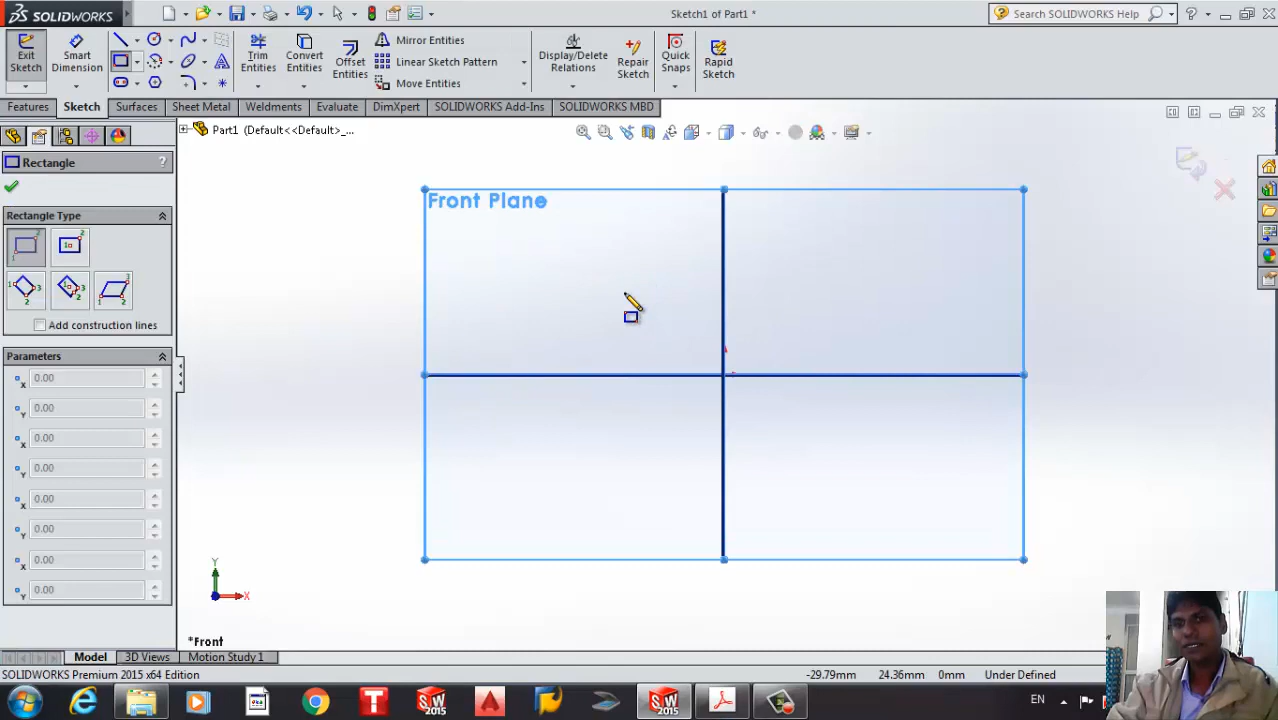 SOLIDWORKS
Sketch1 of Part1 *
Search SOLIDWORKS Help
Exit Sketch
Smart Dimension
Trim Entities
Convert Entities
Offset Entities
Mirror Entities
Linear Sketch Pattern
Move Entities
Display/Delete Relations
Repair Sketch
Quick Snaps
Rapid Sketch
Features Sketch Surfaces Sheet Metal Weldments Evaluate DimXpert SOLIDWORKS Add-Ins SOLIDWORKS MBD
Part1 (Default<<Default>_...
Rectangle ?
Rectangle Type
Add construction lines
Parameters
0.00
0.00
0.00
0.00
0.00
0.00
0.00
0.00
Front Plane
Y
X
*Front
Model 3D Views Motion Study 1
SOLIDWORKS Premium 2015 x64 Edition -29.79mm 24.36mm 0mm Under Defined
EN